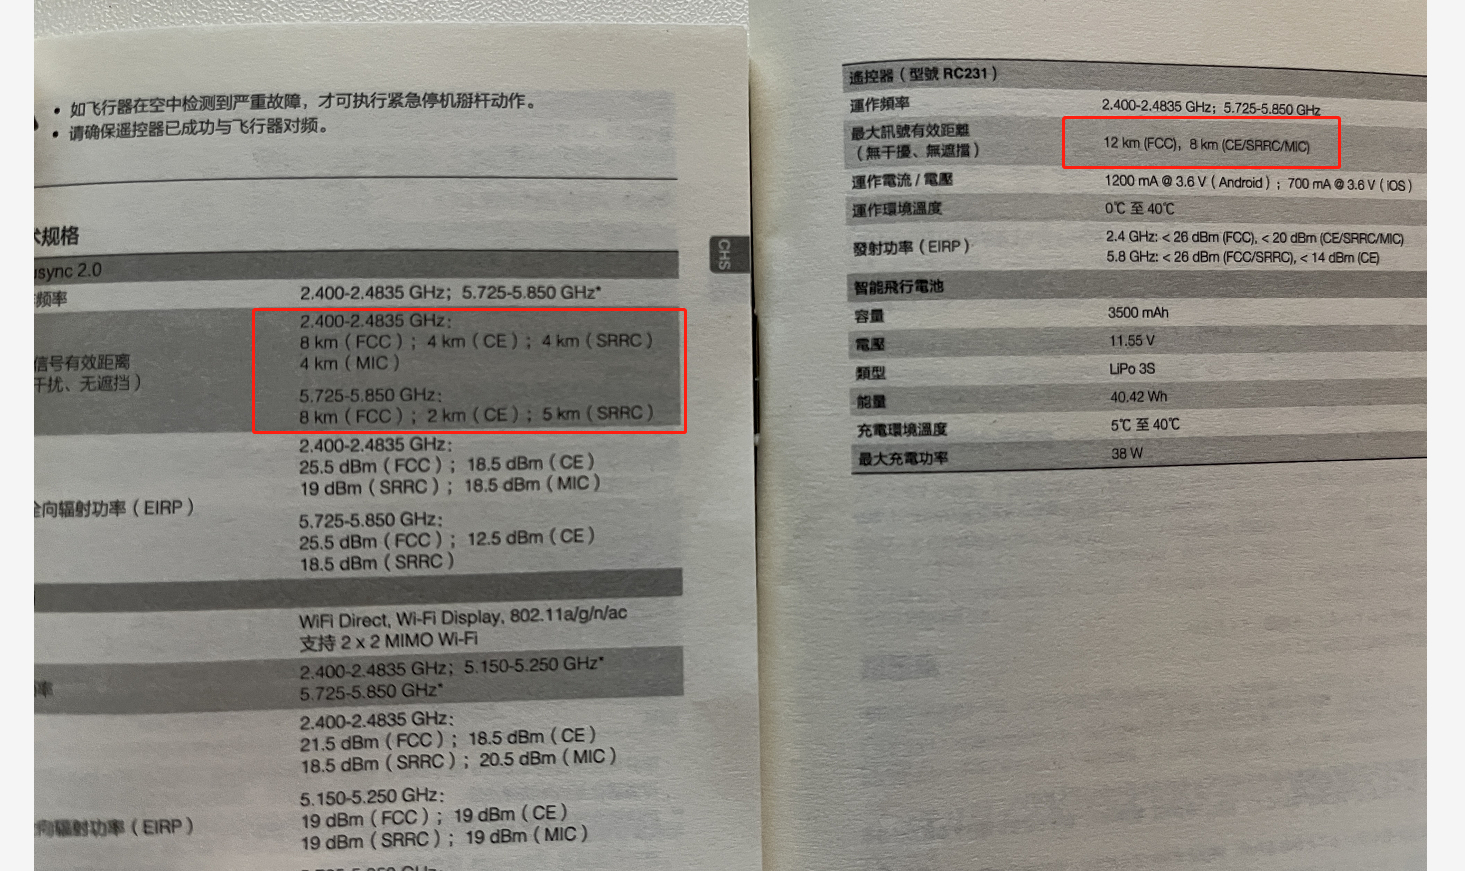 如飞行器在空中检测到严重故障，才可执行紧急停机掰杆动作。
请确保遥控器已成功与飞行器对频。
术规格
usync 2.0
频率
2.400-2.4835 GHz；5.725-5.850 GHz*
信号有效距离
干扰、无遮挡）
2.400-2.4835 GHz：
8 km（FCC）；4 km（CE）；4 km（SRRC）
4 km（MIC）
5.725-5.850 GHz：
8 km（FCC）；2 km（CE）；5 km（SRRC）
全向辐射功率（EIRP）
2.400-2.4835 GHz：
25.5 dBm（FCC）；18.5 dBm（CE）
19 dBm（SRRC）；18.5 dBm（MIC）
5.725-5.850 GHz：
25.5 dBm（FCC）；12.5 dBm（CE）
18.5 dBm（SRRC）
WiFi Direct, Wi-Fi Display, 802.11a/g/n/ac
支持 2 x 2 MIMO Wi-Fi
率
2.400-2.4835 GHz；5.150-5.250 GHz*
5.725-5.850 GHz*
2.400-2.4835 GHz：
21.5 dBm（FCC）；18.5 dBm（CE）
18.5 dBm（SRRC）；20.5 dBm（MIC）
向辐射功率（EIRP）
5.150-5.250 GHz：
19 dBm（FCC）；19 dBm（CE）
19 dBm（SRRC）；19 dBm（MIC）
CHS
遙控器（型號 RC231）
運作頻率
2.400-2.4835 GHz；5.725-5.850 GHz
最大訊號有效距離
（無干擾、無遮擋）
12 km (FCC)，8 km (CE/SRRC/MIC)
運作電流 / 電壓
1200 mA @ 3.6 V（Android）；700 mA @ 3.6 V（iOS）
運作環境溫度
0℃ 至 40℃
發射功率（EIRP）
2.4 GHz: < 26 dBm (FCC), < 20 dBm (CE/SRRC/MIC)
5.8 GHz: < 26 dBm (FCC/SRRC), < 14 dBm (CE)
智能飛行電池
容量
3500 mAh
電壓
11.55 V
類型
LiPo 3S
能量
40.42 Wh
充電環境溫度
5℃ 至 40℃
最大充電功率
38 W